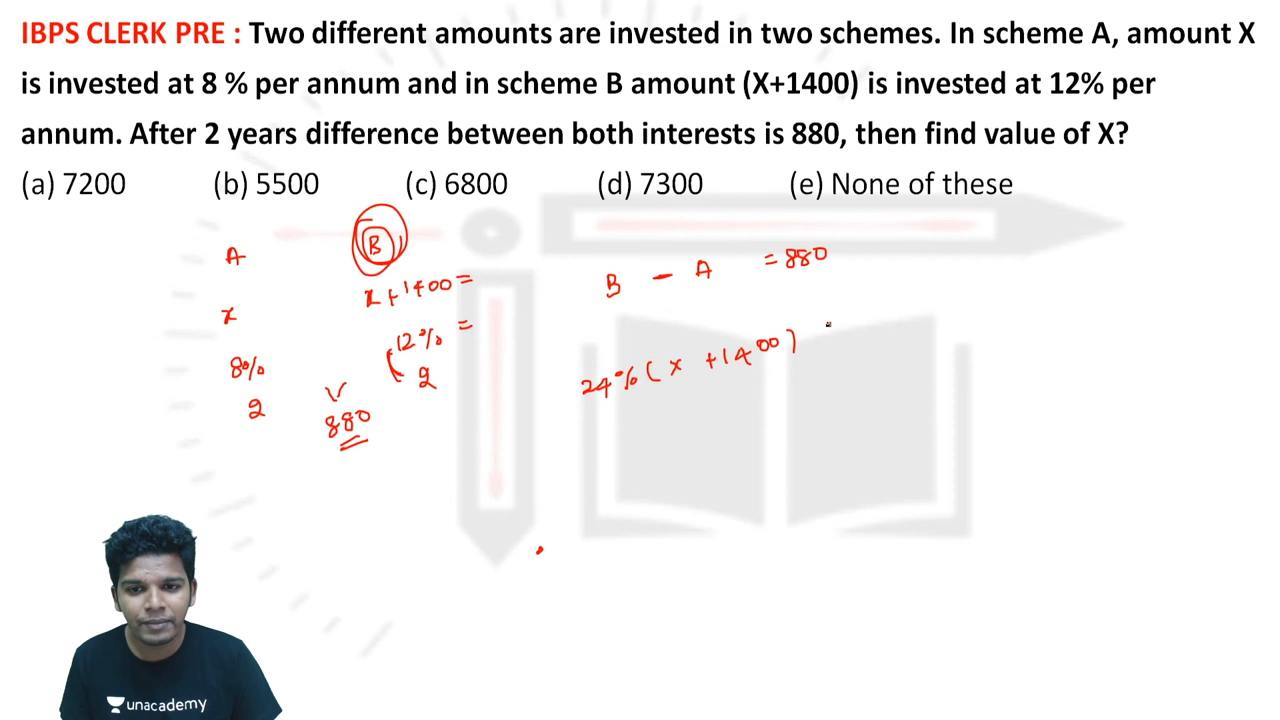 IBPS CLERK PRE : Two different amounts are invested in two schemes. In scheme A, amount X
is invested at 8 % per annum and in scheme B amount (X+1400) is invested at 12% per
annum. After 2 years difference between both interests is 880, then find value of X?
(a) 7200 (b) 5500 (c) 6800 (d) 7300 (e) None of these
A B
B - A = 880
x x+1400=
8% 12% =
24% ( x +1400)
2 2
880
unacademy